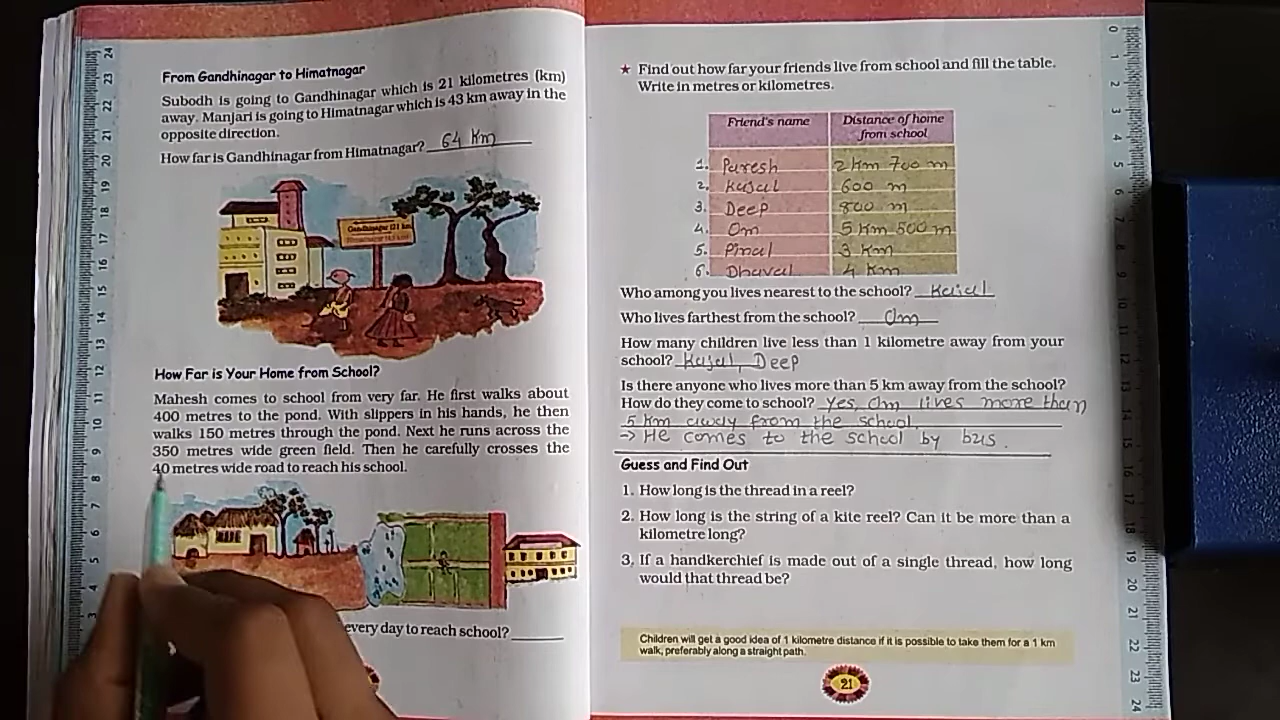 From Gandhinagar to Himatnagar
Subodh is going to Gandhinagar which is 21 kilometres (km)
away. Manjari is going to Himatnagar which is 43 km away in the
opposite direction.
How far is Gandhinagar from Himatnagar? 64 Km
How Far is Your Home from School?
Mahesh comes to school from very far. He first walks about
400 metres to the pond. With slippers in his hands, he then
walks 150 metres through the pond. Next he runs across the
350 metres wide green field. Then he carefully crosses the
40 metres wide road to reach his school.
every day to reach school?
★ Find out how far your friends live from school and fill the table.
Write in metres or kilometres.
Friend's name Distance of home
from school
1. Paresh 2 Km 700 m
2. Kajal 600 m
3. Deep 800 m
4. Om 5 Km 500 m
5. Pinal 3 Km
6. Dhaval 4 Km
Who among you lives nearest to the school? Kajal
Who lives farthest from the school? Om
How many children live less than 1 kilometre away from your
school? Kajal, Deep
Is there anyone who lives more than 5 km away from the school?
How do they come to school? Yes, Om lives more than
5 Km away from the school.
→ He comes to the school by bus.
Guess and Find Out
1. How long is the thread in a reel?
2. How long is the string of a kite reel? Can it be more than a
kilometre long?
3. If a handkerchief is made out of a single thread, how long
would that thread be?
Children will get a good idea of 1 kilometre distance if it is possible to take them for a 1 km
walk, preferably along a straight path.
21